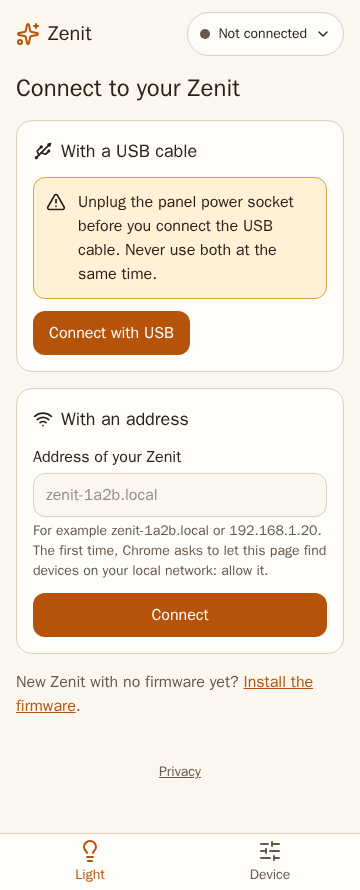 Zenit
Not connected
Connect to your Zenit
With a USB cable
Unplug the panel power socket
before you connect the USB
cable. Never use both at the
same time.
Connect with USB
With an address
Address of your Zenit
zenit-1a2b.local
For example zenit-1a2b.local or 192.168.1.20.
The first time, Chrome asks to let this page find
devices on your local network: allow it.
Connect
New Zenit with no firmware yet? Install the
firmware.
Privacy
Light
Device